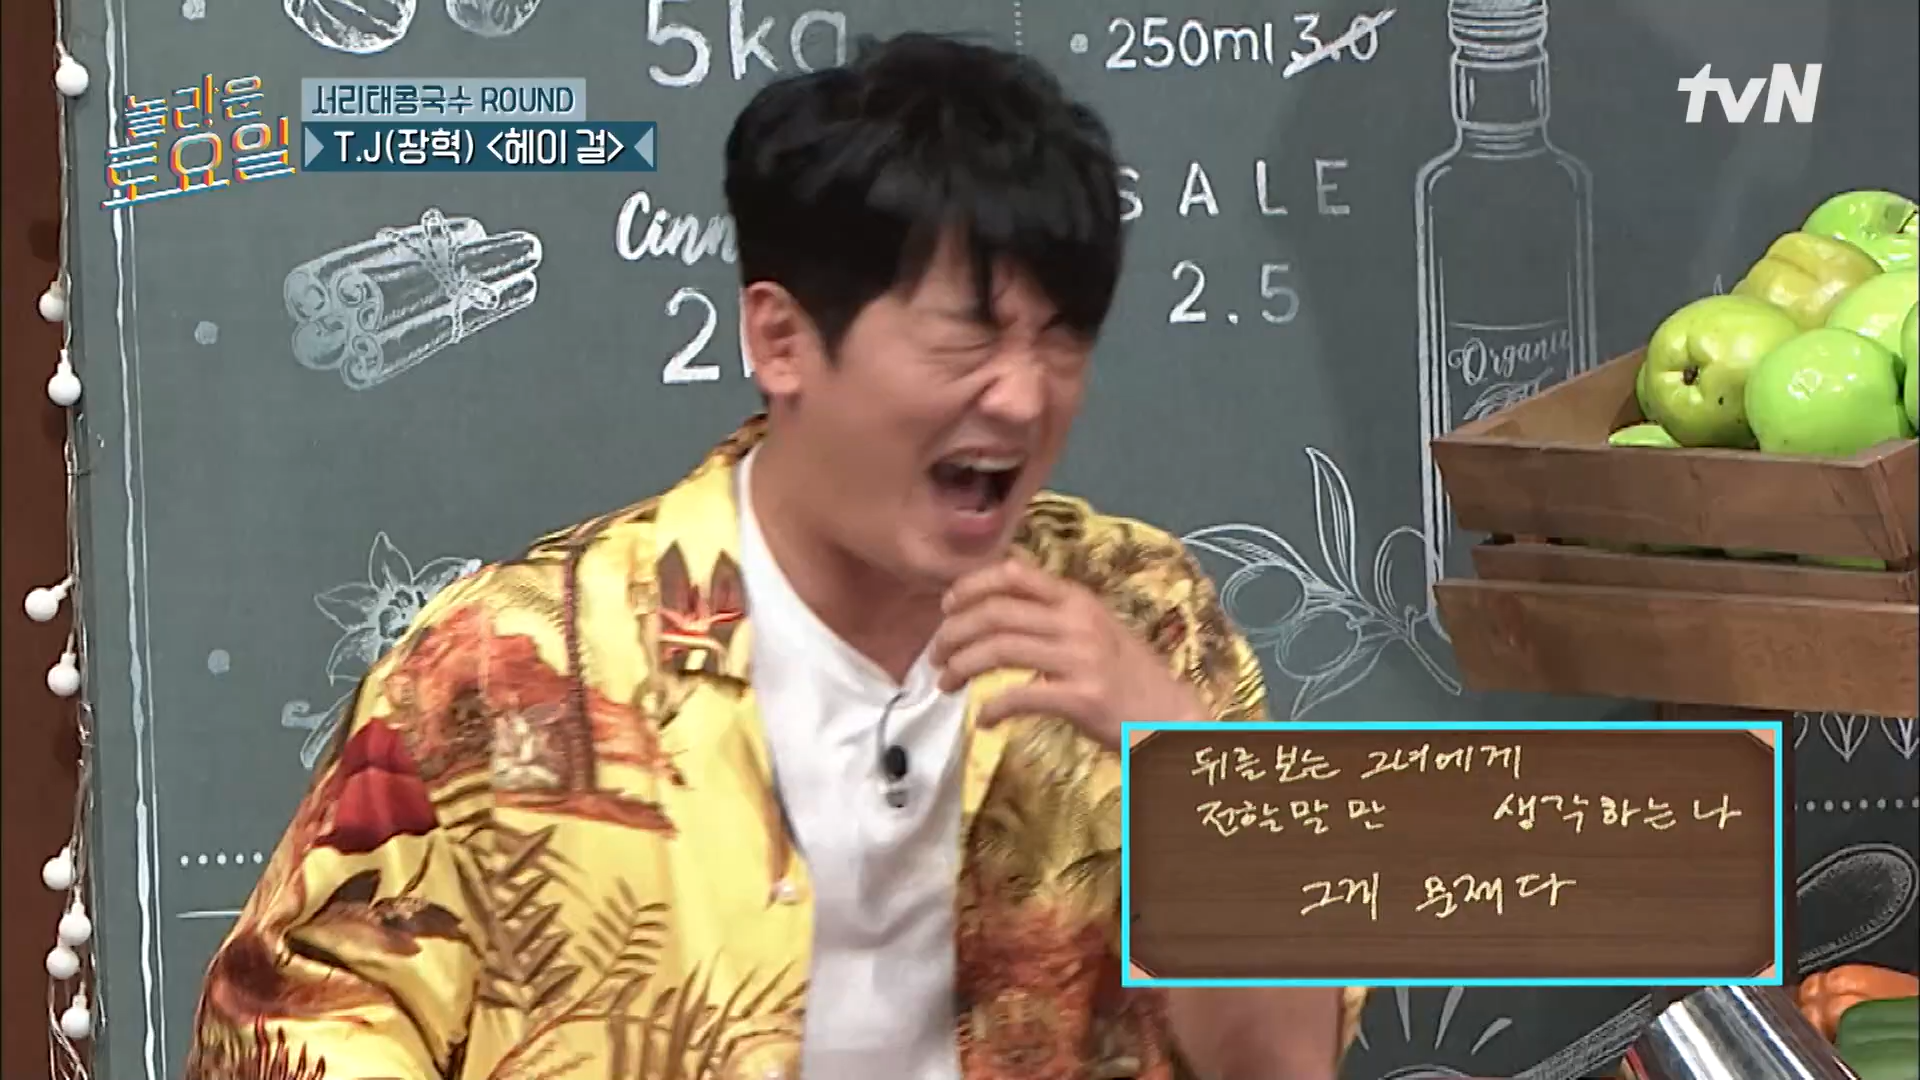 5kg
250ml 3.0
tvN
놀라운
토요일
서리태콩국수 ROUND
T.J(장혁) <헤이 걸>
SALE
Cinn
2.5
2
Organic
뒤를 보는 그녀에게
전할말 만 생각하는 나
그게 문제다